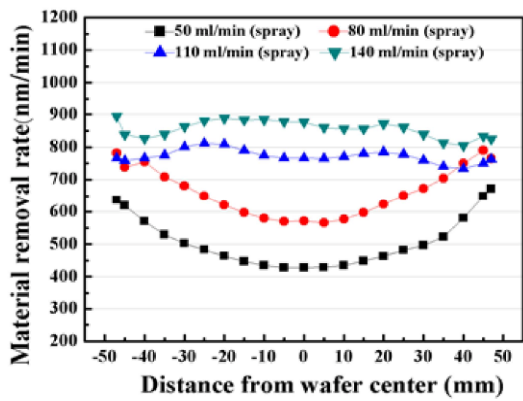 50 ml/min (spray) 80 ml/min (spray)
110 ml/min (spray) 140 ml/min (spray)
Material removal rate(nm/min)
1200
1100
1000
900
800
700
600
500
400
300
200
-50 -40 -30 -20 -10 0 10 20 30 40 50
Distance from wafer center (mm)